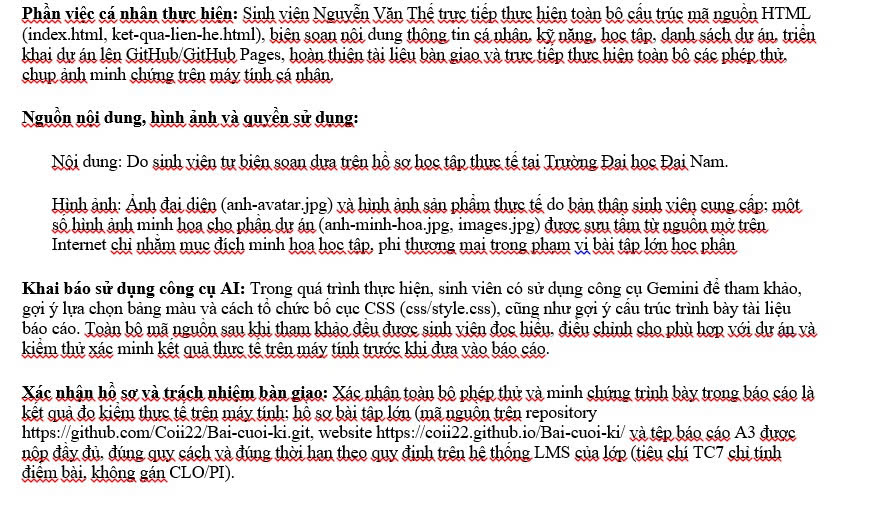 Phần việc cá nhân thực hiện: Sinh viên Nguyễn Văn Thế trực tiếp thực hiện toàn bộ cấu trúc mã nguồn HTML
(index.html, ket-qua-lien-he.html), biên soạn nội dung thông tin cá nhân, kỹ năng, học tập, danh sách dự án, triển
khai dự án lên GitHub/GitHub Pages, hoàn thiện tài liệu bàn giao và trực tiếp thực hiện toàn bộ các phép thử,
chụp ảnh minh chứng trên máy tính cá nhân.
Nguồn nội dung, hình ảnh và quyền sử dụng:
Nội dung: Do sinh viên tự biên soạn dựa trên hồ sơ học tập thực tế tại Trường Đại học Đại Nam.
Hình ảnh: Ảnh đại diện (anh-avatar.jpg) và hình ảnh sản phẩm thực tế do bản thân sinh viên cung cấp; một
số hình ảnh minh họa cho phần dự án (anh-minh-hoa.jpg, images.jpg) được sưu tầm từ nguồn mở trên
Internet chỉ nhằm mục đích minh họa học tập, phi thương mại trong phạm vi bài tập lớn học phần
Khai báo sử dụng công cụ AI: Trong quá trình thực hiện, sinh viên có sử dụng công cụ Gemini để tham khảo,
gợi ý lựa chọn bảng màu và cách tổ chức bố cục CSS (css/style.css), cũng như gợi ý cấu trúc trình bày tài liệu
báo cáo. Toàn bộ mã nguồn sau khi tham khảo đều được sinh viên đọc hiểu, điều chỉnh cho phù hợp với dự án và
kiểm thử xác minh kết quả thực tế trên máy tính trước khi đưa vào báo cáo.
Xác nhận hồ sơ và trách nhiệm bàn giao: Xác nhận toàn bộ phép thử và minh chứng trình bày trong báo cáo là
kết quả đo kiểm thực tế trên máy tính; hồ sơ bài tập lớn (mã nguồn trên repository
https://github.com/Coii22/Bai-cuoi-ki.git, website https://coii22.github.io/Bai-cuoi-ki/ và tệp báo cáo A3 được
nộp đầy đủ, đúng quy cách và đúng thời hạn theo quy định trên hệ thống LMS của lớp (tiêu chí TC7 chỉ tính
điểm bài, không gán CLO/PI).